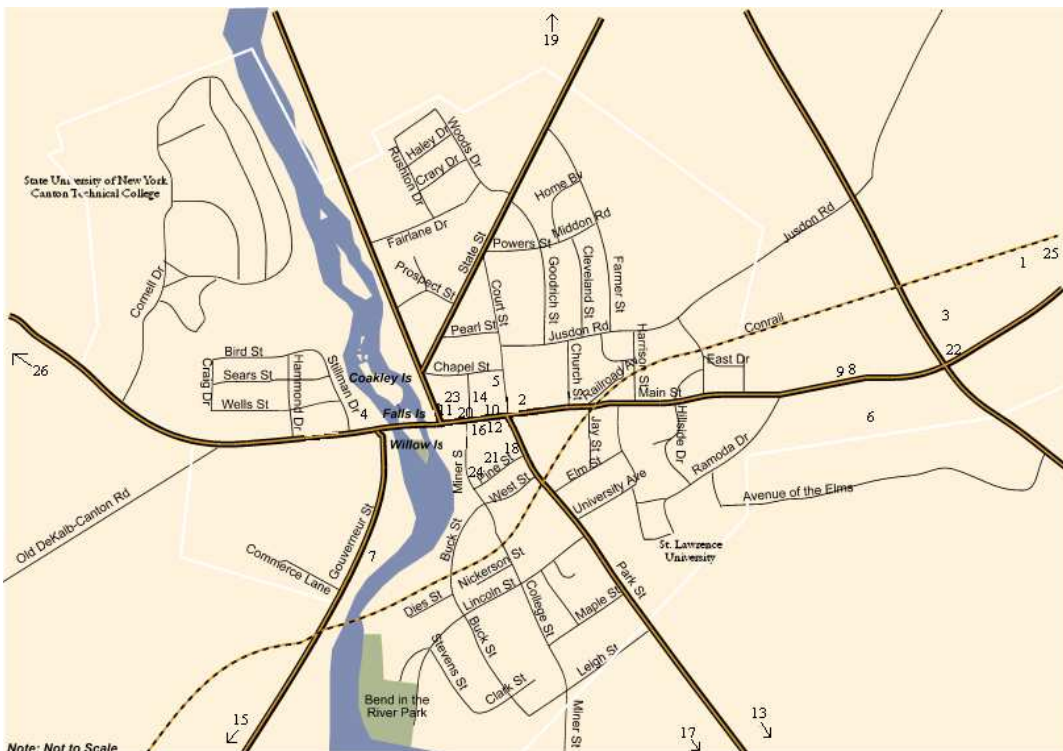 19
Woods Dr
Haley Dr
Crary Dr
Rushton Dr
Home Bv
Middon Rd
Powers St
Fairlane Dr
State St
State University of New York
Canton Technical College
Jusdon Rd
Cornell Dr
Prospect St
Court St
Goodrich St
Cleveland St
Farmer St
1
25
3
Conrail
Pearl St
Jusdon Rd
Harrison St
22
26
Bird St
Sears St
Wells St
Craig Dr
Hammond Dr
Stillman Dr
Coakley Is
Chapel St
5
Church St
Railroad Av
East Dr
9
8
Main St
23
14
4
Falls Is
11
20
10
2
6
Willow Is
16
12
18
Jay St
Hillside Dr
Ramoda Dr
Miner S
21
24
Pine St
West St
Elm
University Ave
Avenue of the Elms
Old DeKalb-Canton Rd
Gouverneur St
Commerce Lane
7
Buck St
St. Lawrence
University
Nickerson St
Lincoln St
Dies St
College St
Maple St
Park St
Stevens St
Buck St
Leigh St
Clark St
Bend in the
River Park
Miner St
15
13
17
Note: Not to Scale